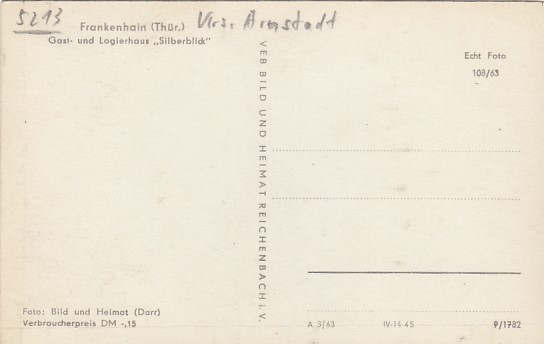 5213
Frankenhain (Thür.) Krs. Arnstadt
Gast- und Logierhaus „Silberblick"
VEB BILD UND HEIMAT REICHENBACH i. V.
Echt Foto
108/63
Foto: Bild und Heimat (Darr)
Verbraucherpreis DM -,15
A 3/63 IV-14-45 9/1782